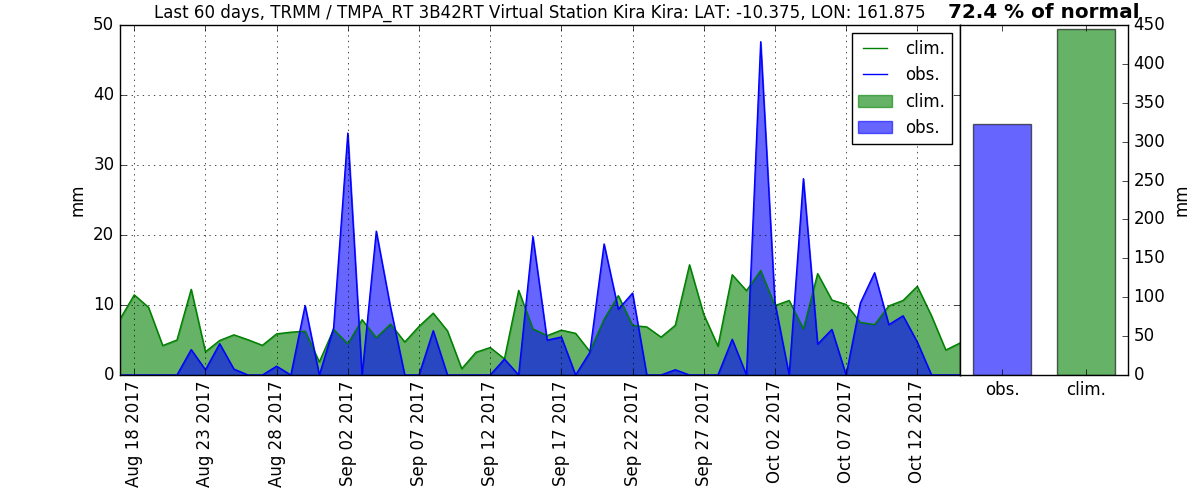 Last 60 days, TRMM / TMPA_RT 3B42RT Virtual Station Kira Kira: LAT: -10.375, LON: 161.875
72.4 % of normal
50
40
30
20
10
0
mm
clim.
obs.
clim.
obs.
450
400
350
300
250
200
150
100
50
0
mm
Aug 18 2017
Aug 23 2017
Aug 28 2017
Sep 02 2017
Sep 07 2017
Sep 12 2017
Sep 17 2017
Sep 22 2017
Sep 27 2017
Oct 02 2017
Oct 07 2017
Oct 12 2017
obs.
clim.